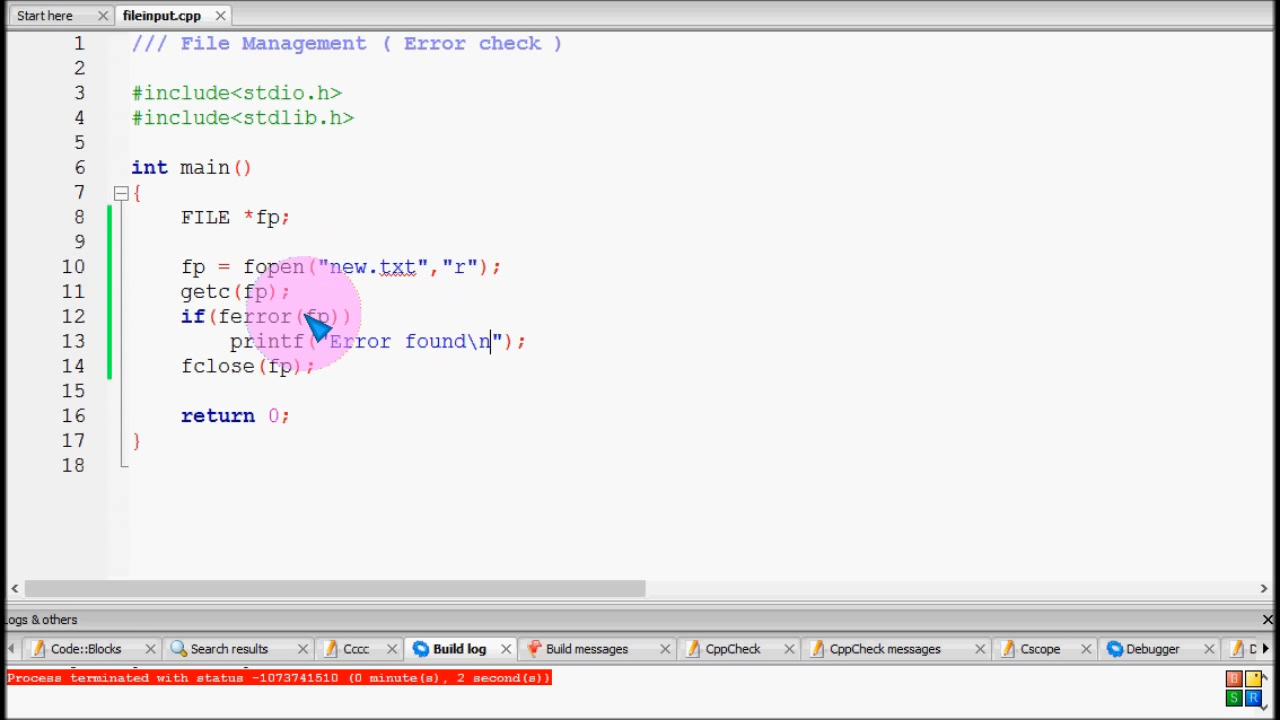 Start here fileinput.cpp
1 /// File Management ( Error check )
2
3 #include<stdio.h>
4 #include<stdlib.h>
5
6 int main()
7 {
8 FILE *fp;
9
10 fp = fopen("new.txt","r");
11 getc(fp);
12 if(ferror(fp))
13 printf("Error found\n");
14 fclose(fp);
15
16 return 0;
17 }
18
Logs & others
Code::Blocks Search results Cccc Build log Build messages CppCheck CppCheck messages Cscope Debugger D
Process terminated with status -1073741510 (0 minute(s), 2 second(s))
B
S R